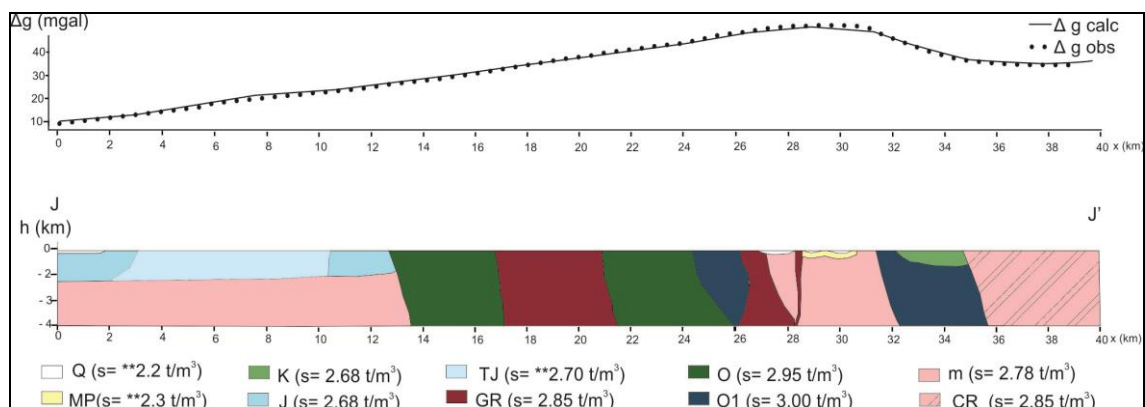 Δg (mgal)
Δ g calc
Δ g obs
40
30
20
10
0 2 4 6 8 10 12 14 16 18 20 22 24 26 28 30 32 34 36 38 40 x (km)
J J'
h (km)
0
- 2
- 3
- 4
0 2 4 6 8 10 12 14 16 18 20 22 24 26 28 30 32 34 36 38 40 x (km)
Q (s= **2.2 t/m³) K (s= 2.68 t/m³) TJ (s= **2.70 t/m³) O (s= 2.95 t/m³) m (s= 2.78 t/m³)
MP(s= **2.3 t/m³) J (s= 2.68 t/m³) GR (s= 2.85 t/m³) O1 (s= 3.00 t/m³) CR (s= 2.85 t/m³)